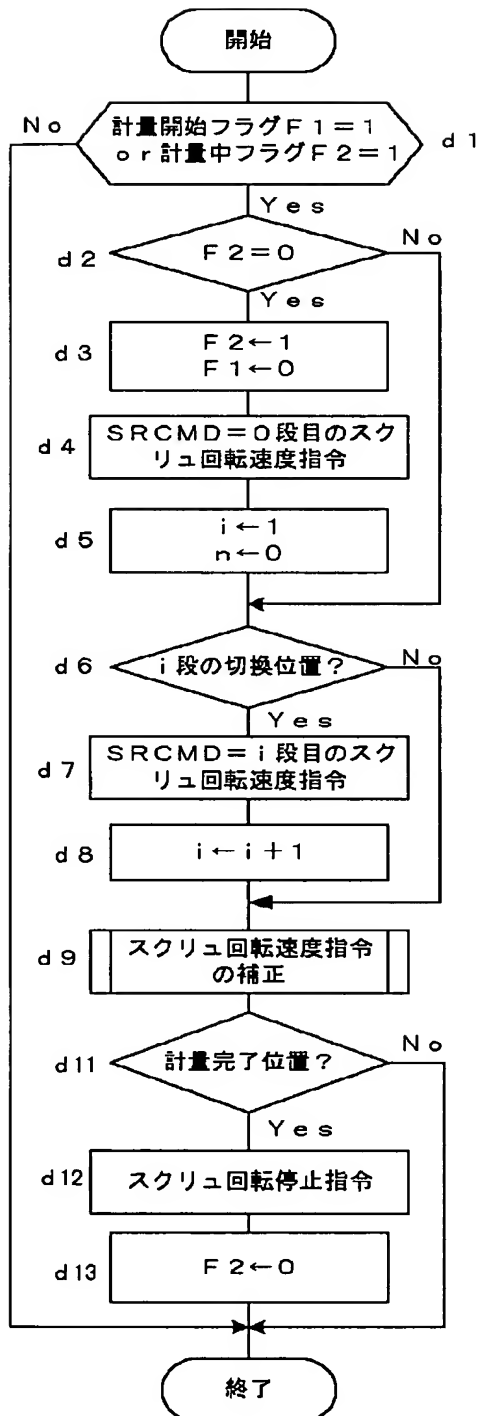 開始
計量開始フラグF1=1
or計量中フラグF2=1
No
d1
Yes
F2=0
No
d2
Yes
d3
F2←1
F1←0
d4
SRCMD=0段目のスク
リュ回転速度指令
d5
i←1
n←0
d6
i段の切換位置?
No
Yes
d7
SRCMD=i段目のスク
リュ回転速度指令
d8
i←i+1
d9
スクリュ回転速度指令
の補正
d11
計量完了位置?
No
Yes
d12
スクリュ回転停止指令
d13
F2←0
終了